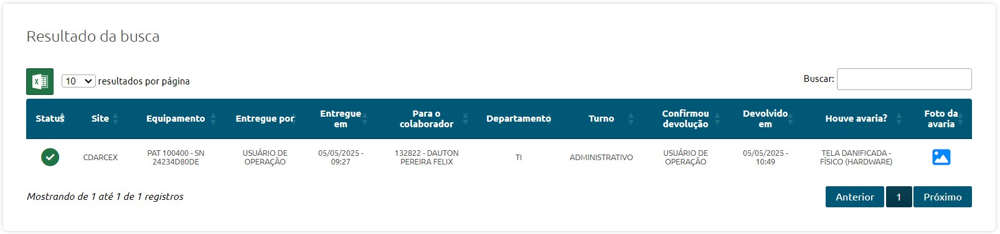 Resultado da busca
10 resultados por página
Buscar:
Status Site Equipamento Entregue por Entregue em Para o colaborador Departamento Turno Confirmou devolução Devolvido em Houve avaria? Foto da avaria
CDARCEX PAT 100400 - SN 24234D80DE USUÁRIO DE OPERAÇÃO 05/05/2025 - 09:27 132822 - DAUTON PEREIRA FELIX TI ADMINISTRATIVO USUÁRIO DE OPERAÇÃO 05/05/2025 - 10:49 TELA DANIFICADA - FÍSICO (HARDWARE)
Mostrando de 1 até 1 de 1 registros
Anterior 1 Próximo